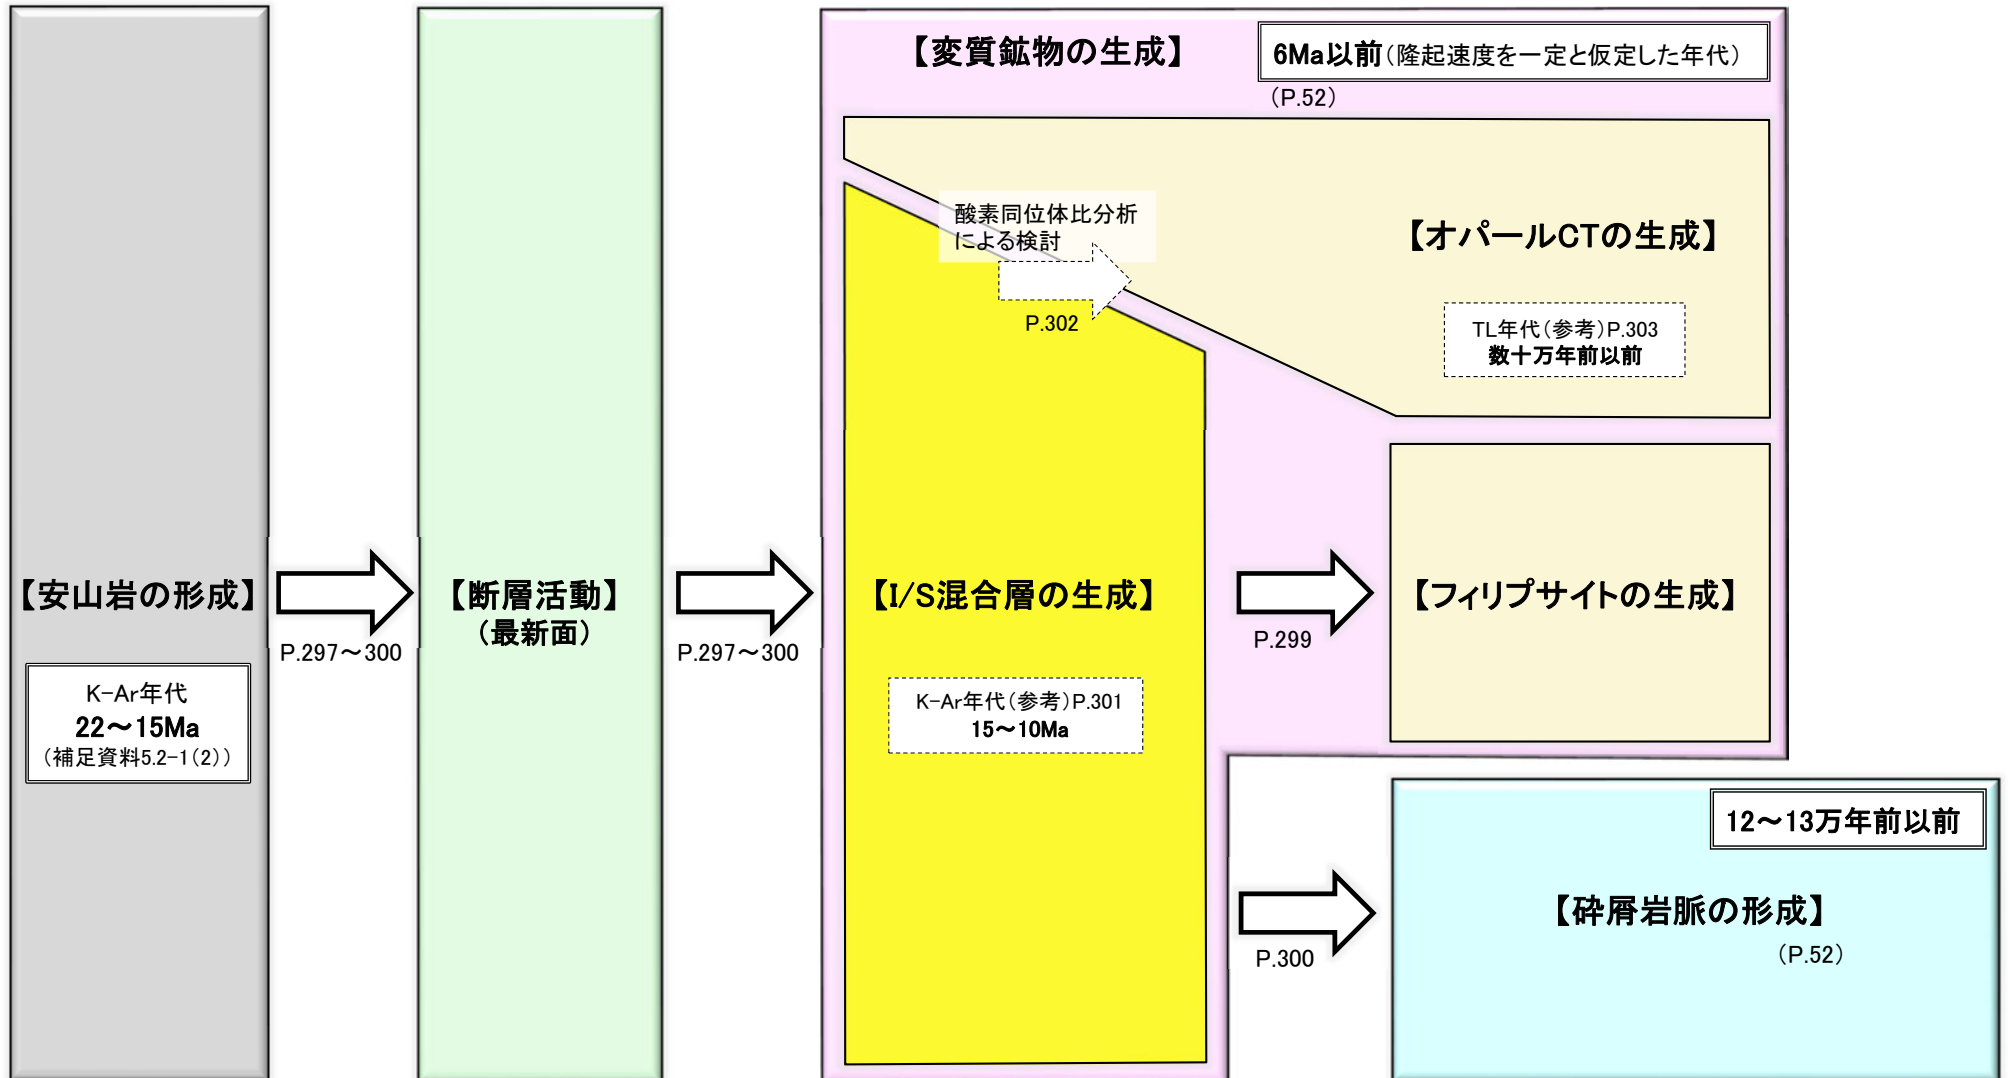 【変質鉱物の生成】
6Ma以前(隆起速度を一定と仮定した年代)
(P.52)
酸素同位体比分析
による検討
P.302
【オパールCTの生成】
TL年代(参考)P.303
数十万年前以前
【安山岩の形成】
K-Ar年代
22～15Ma
(補足資料5.2-1(2))
P.297～300
【断層活動】
(最新面)
P.297～300
【I/S混合層の生成】
K-Ar年代(参考)P.301
15～10Ma
P.299
【フィリプサイトの生成】
P.300
12～13万年前以前
【砕屑岩脈の形成】
(P.52)